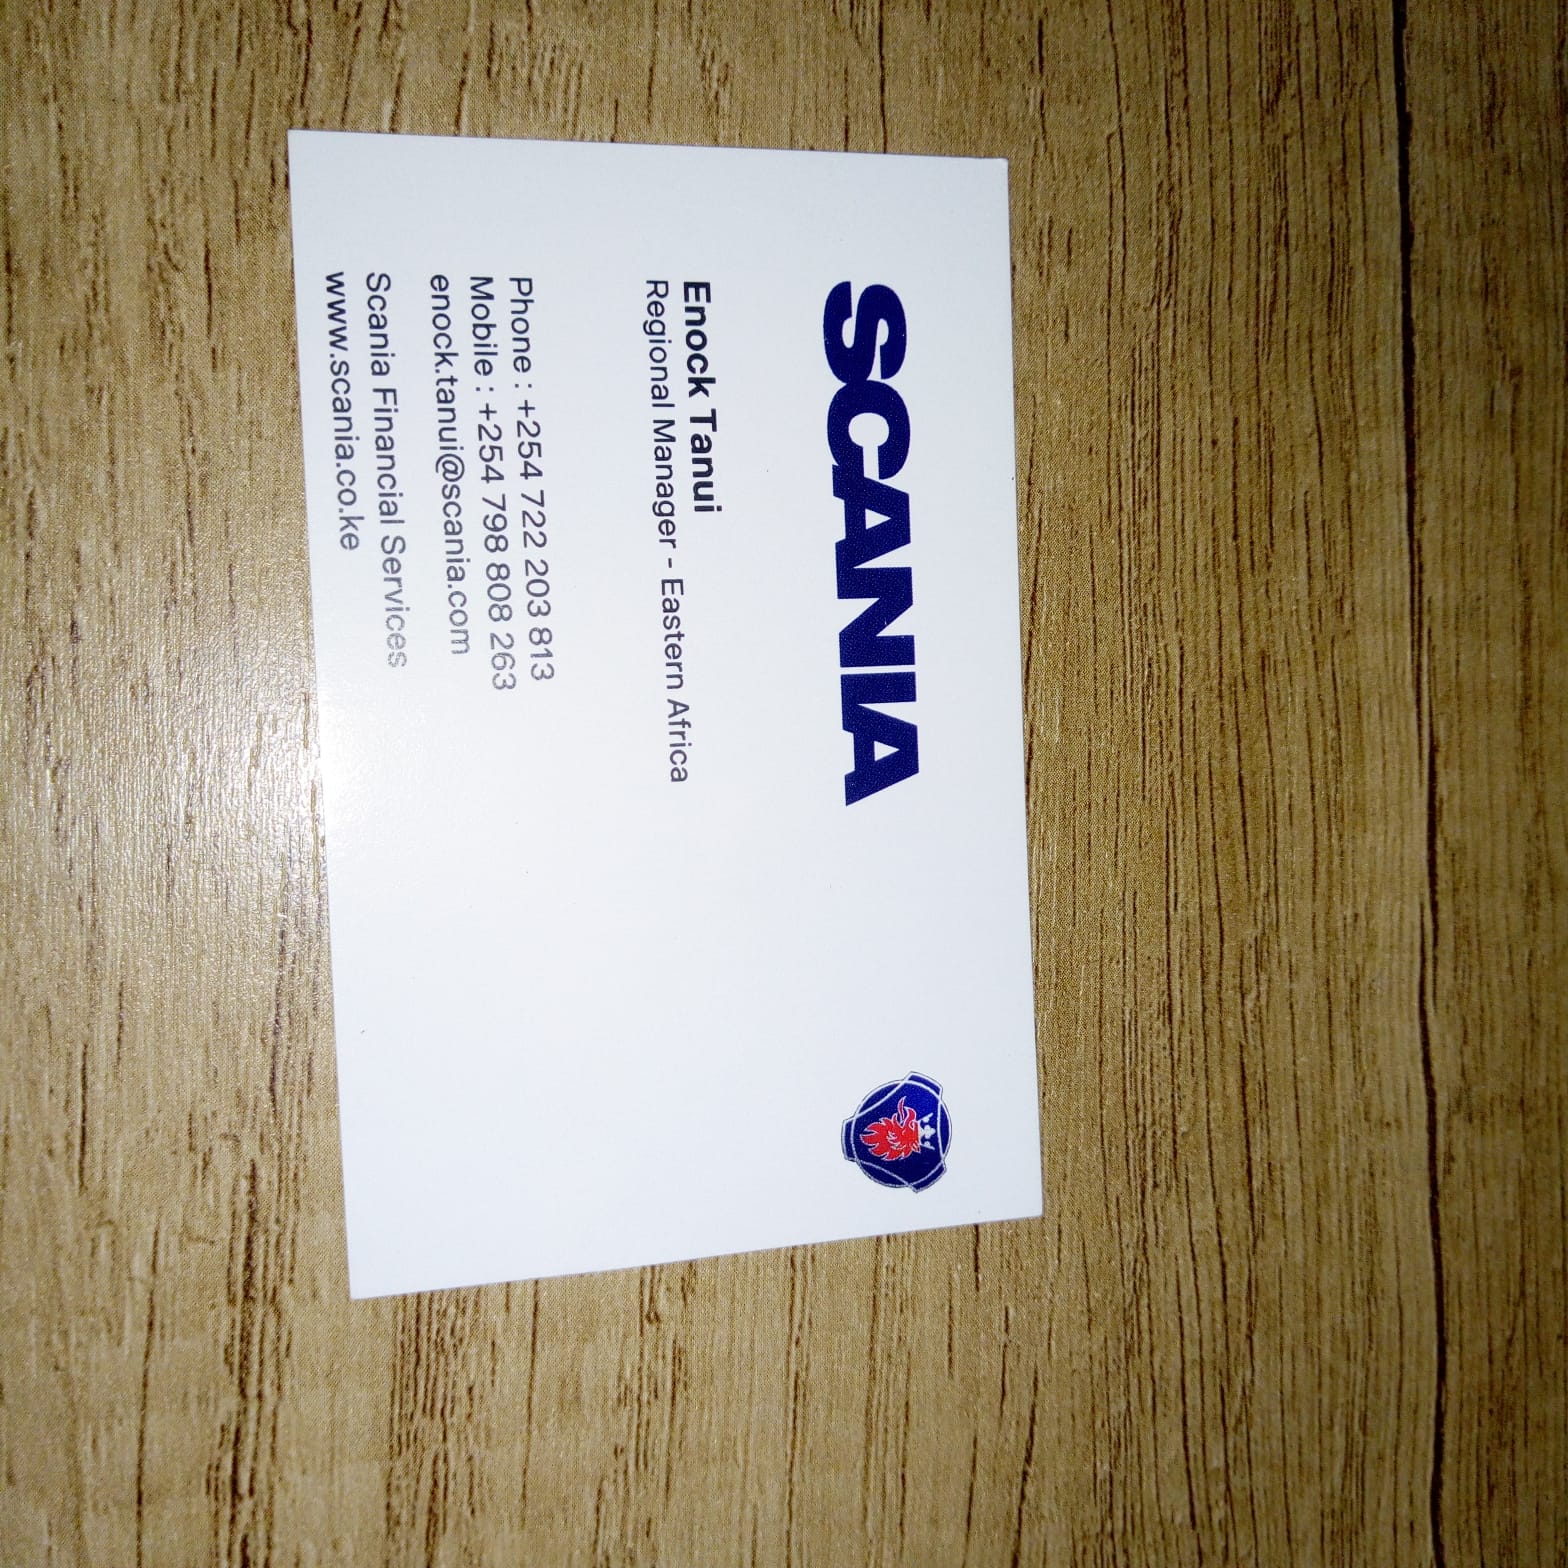 SCANIA
Enock Tanui
Regional Manager - Eastern Africa
Phone : +254 722 203 813
Mobile : +254 798 808 263
enock.tanui@scania.com
Scania Financial Services
www.scania.co.ke